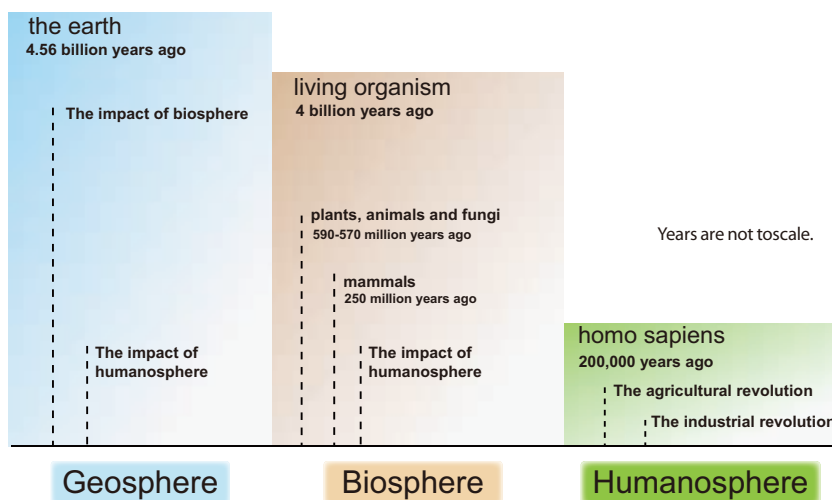 the earth
4.56 billion years ago
The impact of biosphere
The impact of
humanosphere
living organism
4 billion years ago
plants, animals and fungi
590-570 million years ago
mammals
250 million years ago
The impact of
humanosphere
Years are not toscale.
homo sapiens
200,000 years ago
The agricultural revolution
The industrial revolution
Geosphere
Biosphere
Humanosphere